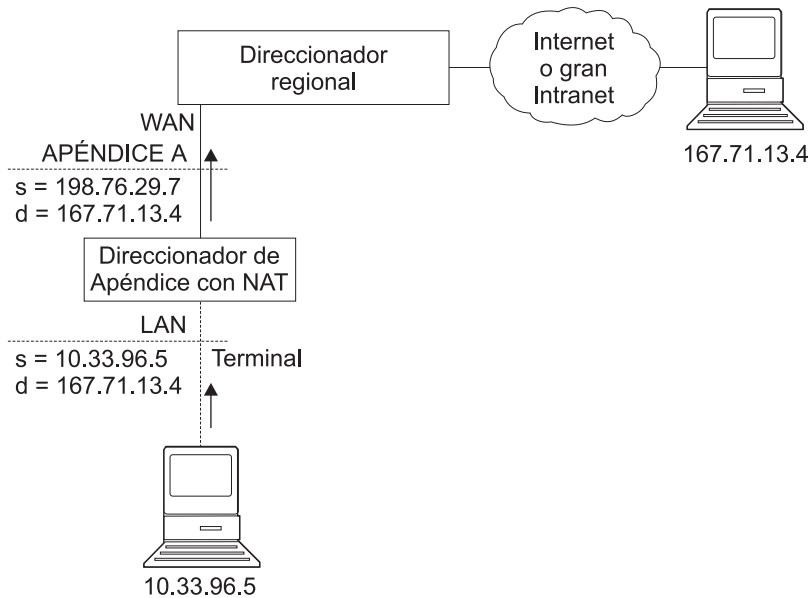 Direccionador
regional
Internet
o gran
Intranet
167.71.13.4
WAN
APÉNDICE A
s = 198.76.29.7
d = 167.71.13.4
Direccionador de
Apéndice con NAT
LAN
s = 10.33.96.5
Terminal
d = 167.71.13.4
10.33.96.5